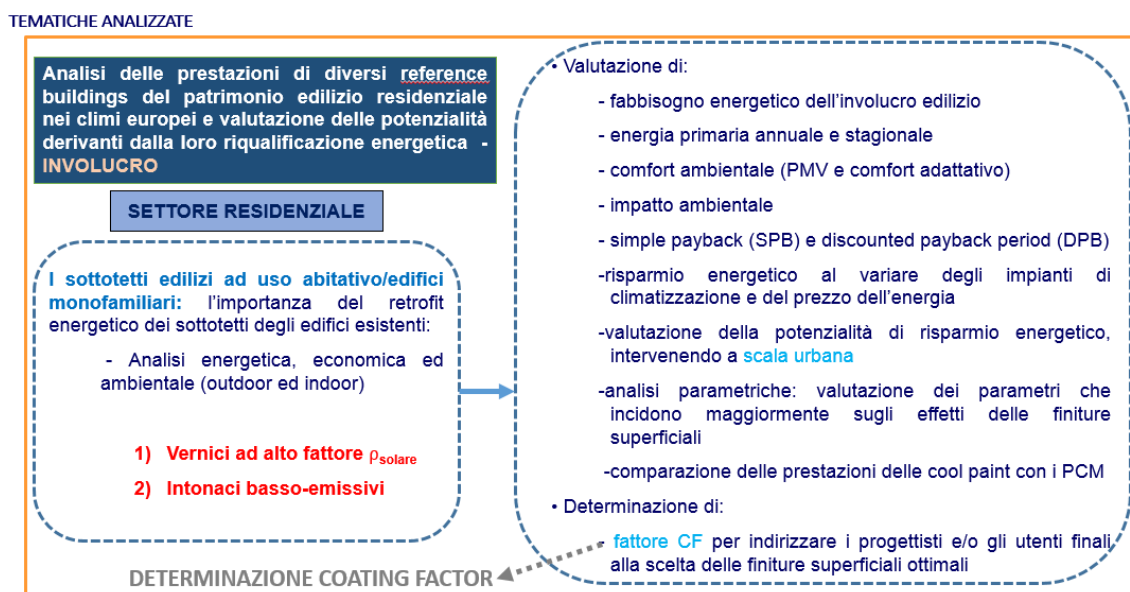 TEMATICHE ANALIZZATE
Analisi delle prestazioni di diversi reference
buildings del patrimonio edilizio residenziale
nei climi europei e valutazione delle potenzialità
derivanti dalla loro riqualificazione energetica -
INVOLUCRO
SETTORE RESIDENZIALE
I sottotetti edilizi ad uso abitativo/edifici
monofamiliari: l'importanza del retrofit
energetico dei sottotetti degli edifici esistenti:
- Analisi energetica, economica ed
ambientale (outdoor ed indoor)
1) Vernici ad alto fattore ρsolare
2) Intonaci basso-emissivi
• Valutazione di:
- fabbisogno energetico dell'involucro edilizio
- energia primaria annuale e stagionale
- comfort ambientale (PMV e comfort adattativo)
- impatto ambientale
- simple payback (SPB) e discounted payback period (DPB)
-risparmio energetico al variare degli impianti di
climatizzazione e del prezzo dell'energia
-valutazione della potenzialità di risparmio energetico,
intervenendo a scala urbana
-analisi parametriche: valutazione dei parametri che
incidono maggiormente sugli effetti delle finiture
superficiali
-comparazione delle prestazioni delle cool paint con i PCM
• Determinazione di:
- fattore CF per indirizzare i progettisti e/o gli utenti finali
alla scelta delle finiture superficiali ottimali
DETERMINAZIONE COATING FACTOR